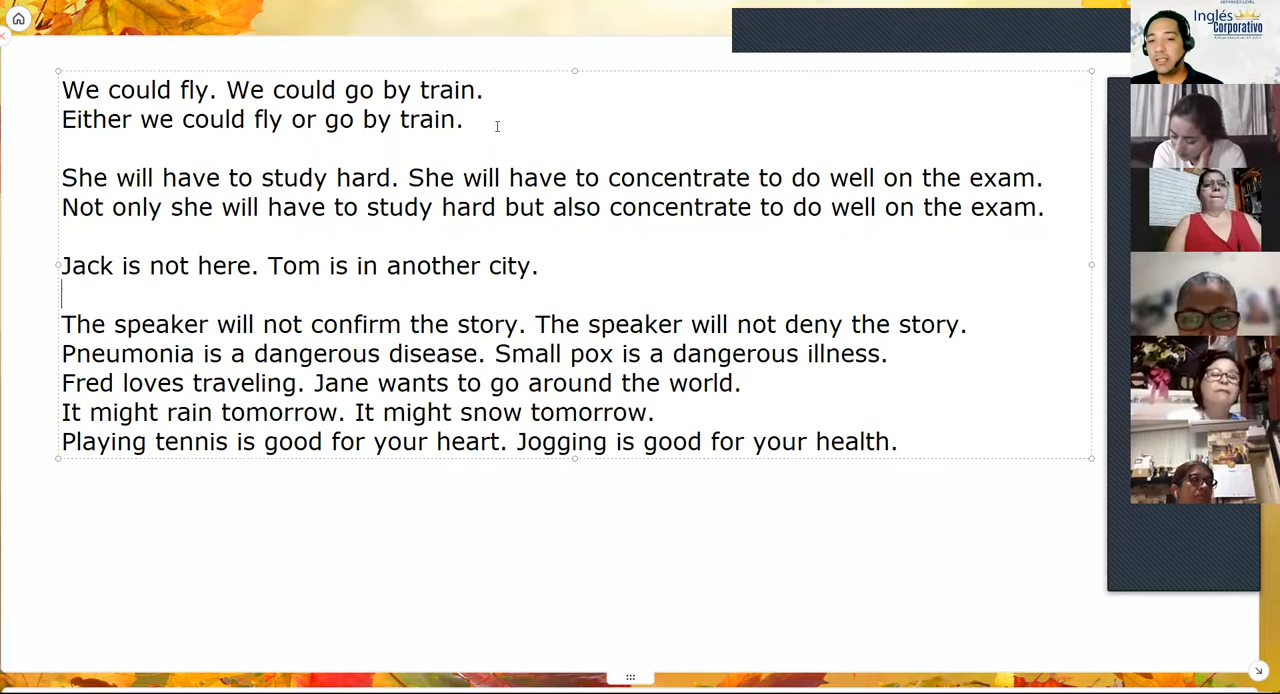 We could fly. We could go by train.
Either we could fly or go by train.
She will have to study hard. She will have to concentrate to do well on the exam.
Not only she will have to study hard but also concentrate to do well on the exam.
Jack is not here. Tom is in another city.
The speaker will not confirm the story. The speaker will not deny the story.
Pneumonia is a dangerous disease. Small pox is a dangerous illness.
Fred loves traveling. Jane wants to go around the world.
It might rain tomorrow. It might snow tomorrow.
Playing tennis is good for your heart. Jogging is good for your health.
Inglés
Corporativo